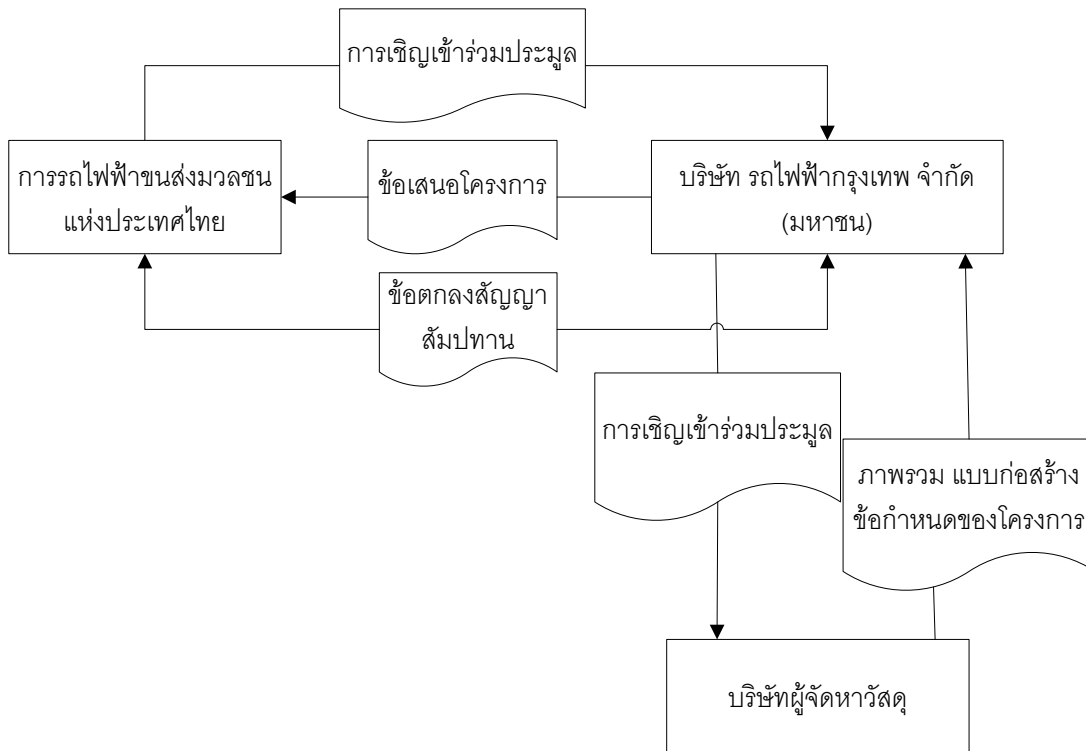 การเชิญเข้าร่วมประมูล
การรถไฟฟ้าขนส่งมวลชน
แห่งประเทศไทย
ข้อเสนอโครงการ
บริษัท รถไฟฟ้ากรุงเทพ จำกัด
(มหาชน)
ข้อตกลงสัญญา
สัมปทาน
การเชิญเข้าร่วมประมูล
ภาพรวม แบบก่อสร้าง
ข้อกำหนดของโครงการ
บริษัทผู้จัดหาวัสดุ